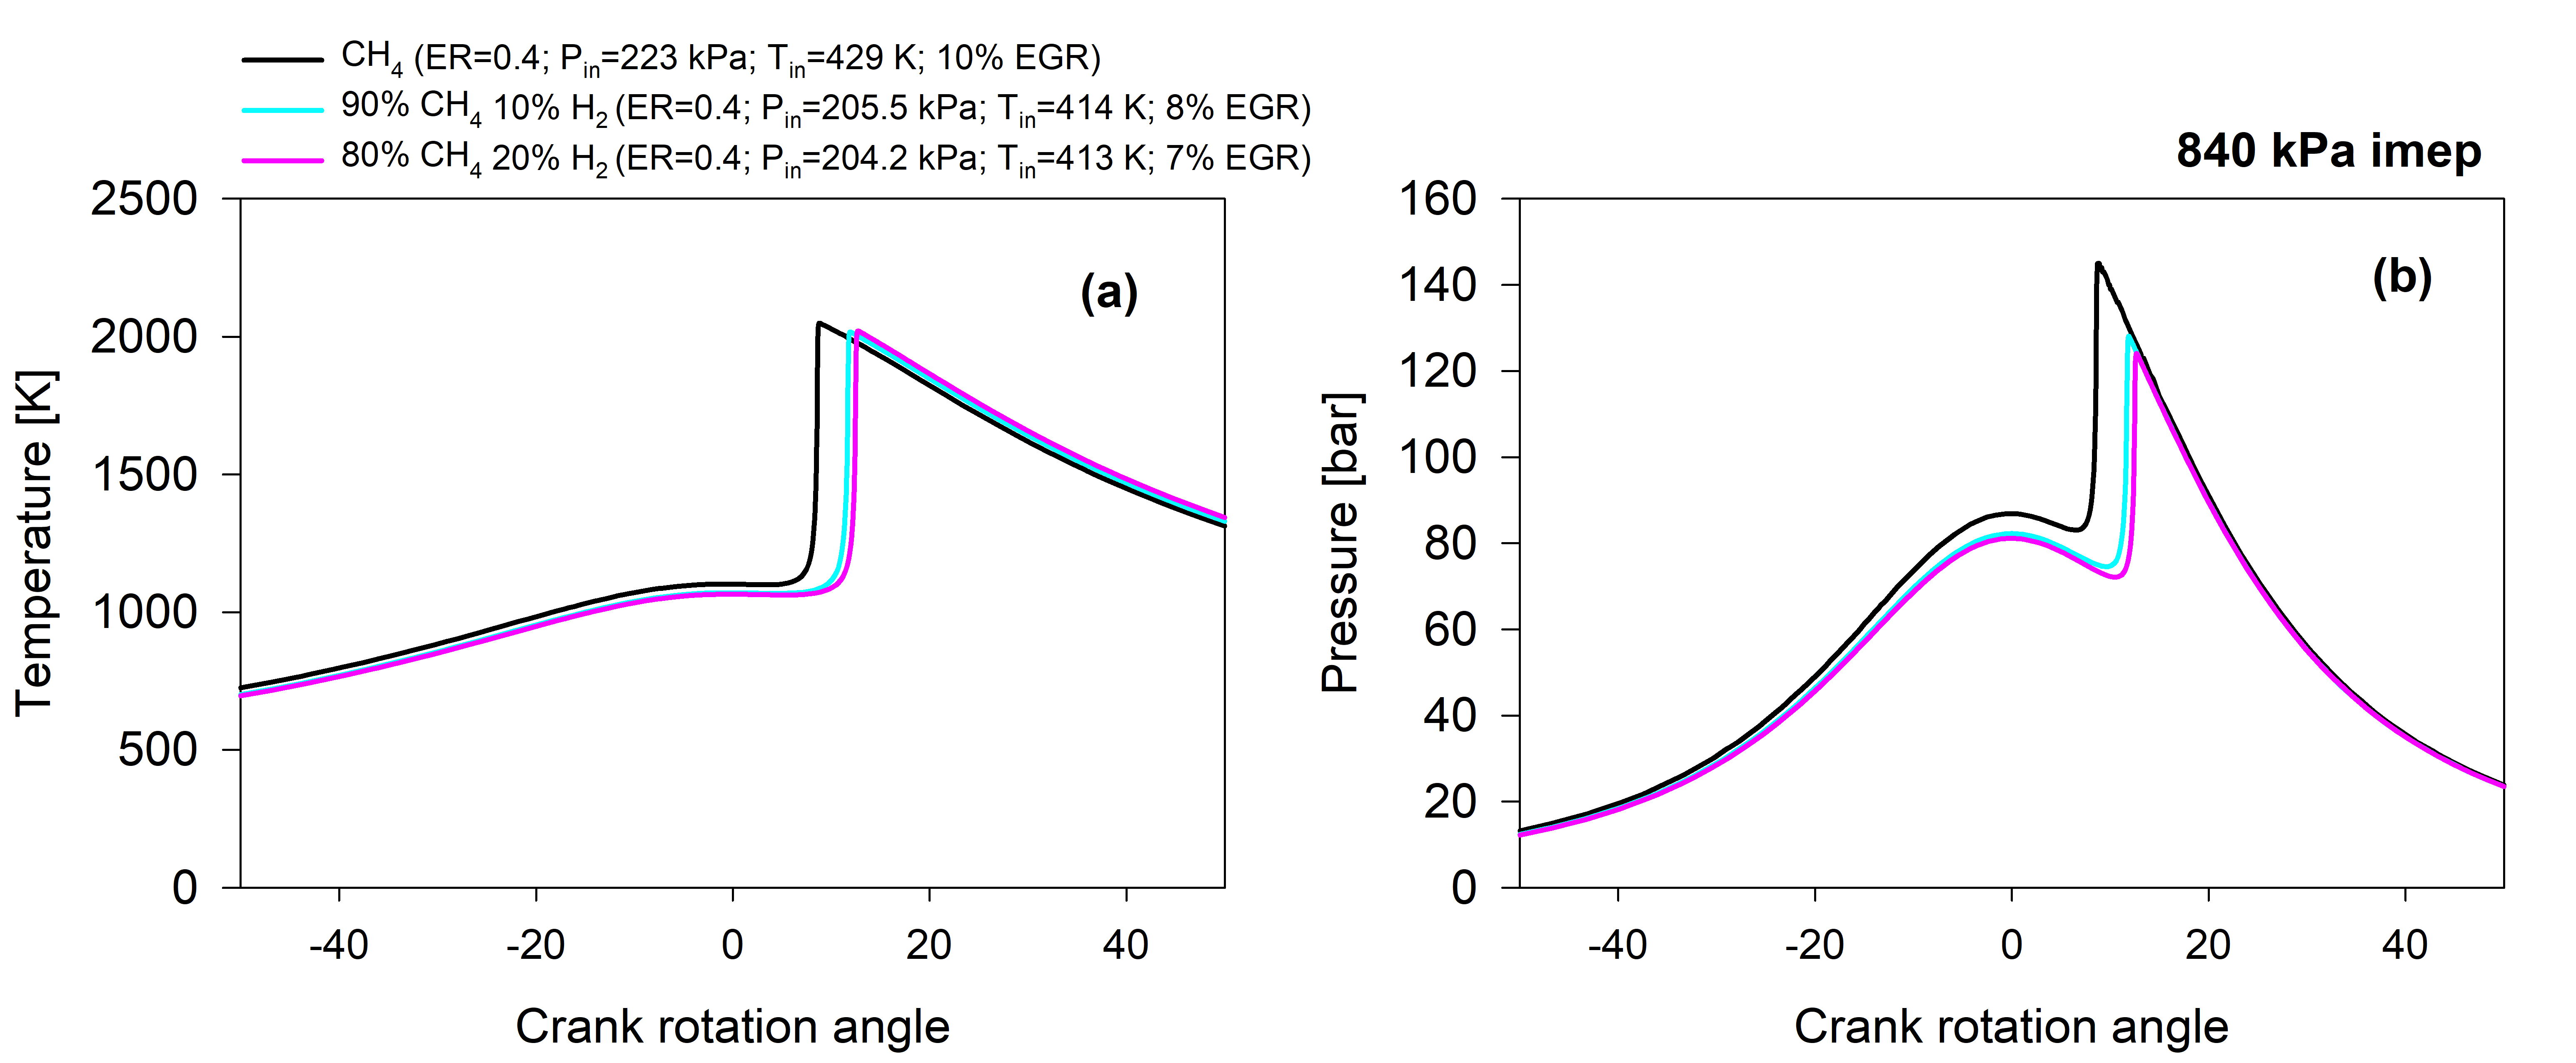 CH4 (ER=0.4; Pin=223 kPa; Tin=429 K; 10% EGR)
90% CH4 10% H2 (ER=0.4; Pin=205.5 kPa; Tin=414 K; 8% EGR)
80% CH4 20% H2 (ER=0.4; Pin=204.2 kPa; Tin=413 K; 7% EGR)
840 kPa imep
2500
2000
1500
1000
500
0
Temperature [K]
(a)
-40 -20 0 20 40
Crank rotation angle
160
140
120
100
80
60
40
20
0
Pressure [bar]
(b)
-40 -20 0 20 40
Crank rotation angle